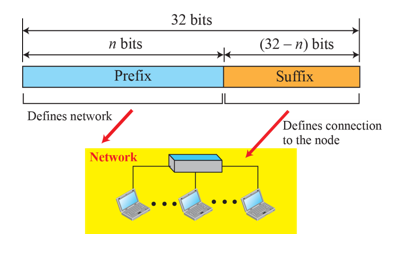 32 bits
n bits
(32 – n) bits
Prefix
Suffix
Defines network
Defines connection
to the node
Network